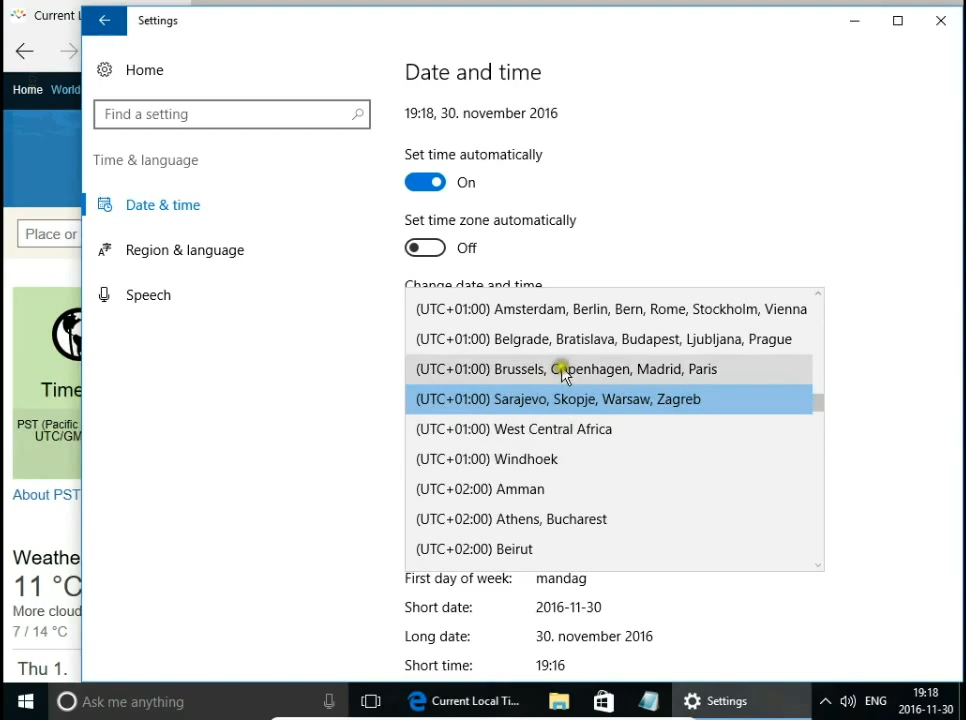 Current L
Settings
Home World
Home
Find a setting
Time & language
Date & time
Region & language
Speech
Place or
Time
PST (Pacific
UTC/GM
About PST
Weathe
11 °C
More cloud
7 / 14 °C
Thu 1.
Date and time
19:18, 30. november 2016
Set time automatically
On
Set time zone automatically
Off
Change date and time
(UTC+01:00) Amsterdam, Berlin, Bern, Rome, Stockholm, Vienna
(UTC+01:00) Belgrade, Bratislava, Budapest, Ljubljana, Prague
(UTC+01:00) Brussels, Copenhagen, Madrid, Paris
(UTC+01:00) Sarajevo, Skopje, Warsaw, Zagreb
(UTC+01:00) West Central Africa
(UTC+01:00) Windhoek
(UTC+02:00) Amman
(UTC+02:00) Athens, Bucharest
(UTC+02:00) Beirut
First day of week: mandag
Short date: 2016-11-30
Long date: 30. november 2016
Short time: 19:16
Ask me anything
Current Local Ti...
Settings
ENG
19:18
2016-11-30